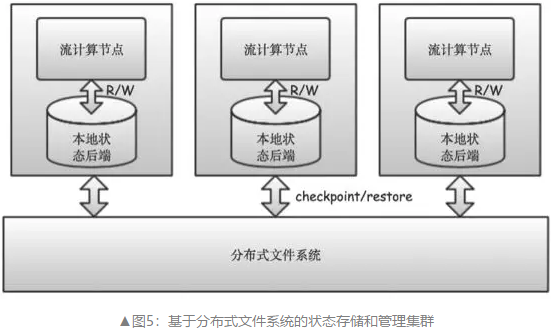 流计算节点
流计算节点
流计算节点
R/W
R/W
R/W
本地状
态后端
本地状
态后端
本地状
态后端
checkpoint/restore
分布式文件系统
▲图5：基于分布式文件系统的状态存储和管理集群